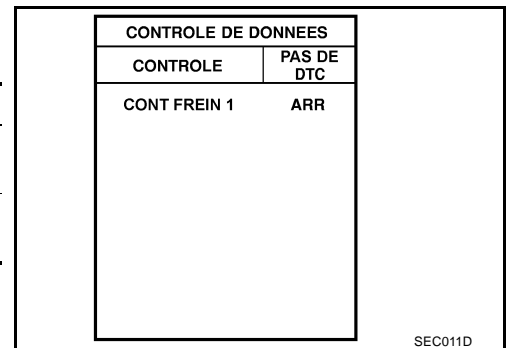 CONTROLE DE DONNEES
CONTROLE PAS DE DTC
CONT FREIN 1 ARR
SEC011D